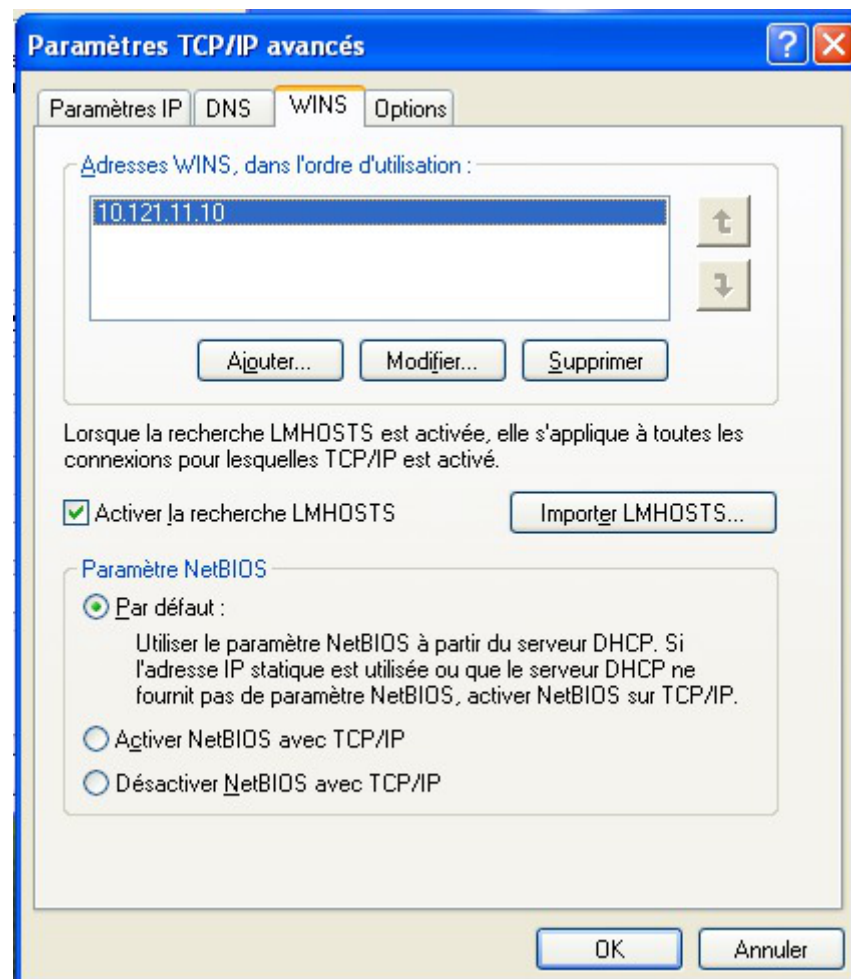 Paramètres TCP/IP avancés
Paramètres IP
DNS
WINS
Options
Adresses WINS, dans l'ordre d'utilisation :
10.121.11.10
Ajouter...
Modifier...
Supprimer
Lorsque la recherche LMHOSTS est activée, elle s'applique à toutes les
connexions pour lesquelles TCP/IP est activé.
Activer la recherche LMHOSTS
Importer LMHOSTS...
Paramètre NetBIOS
Par défaut :
Utiliser le paramètre NetBIOS à partir du serveur DHCP. Si
l'adresse IP statique est utilisée ou que le serveur DHCP ne
fournit pas de paramètre NetBIOS, activer NetBIOS sur TCP/IP.
Activer NetBIOS avec TCP/IP
Désactiver NetBIOS avec TCP/IP
OK
Annuler